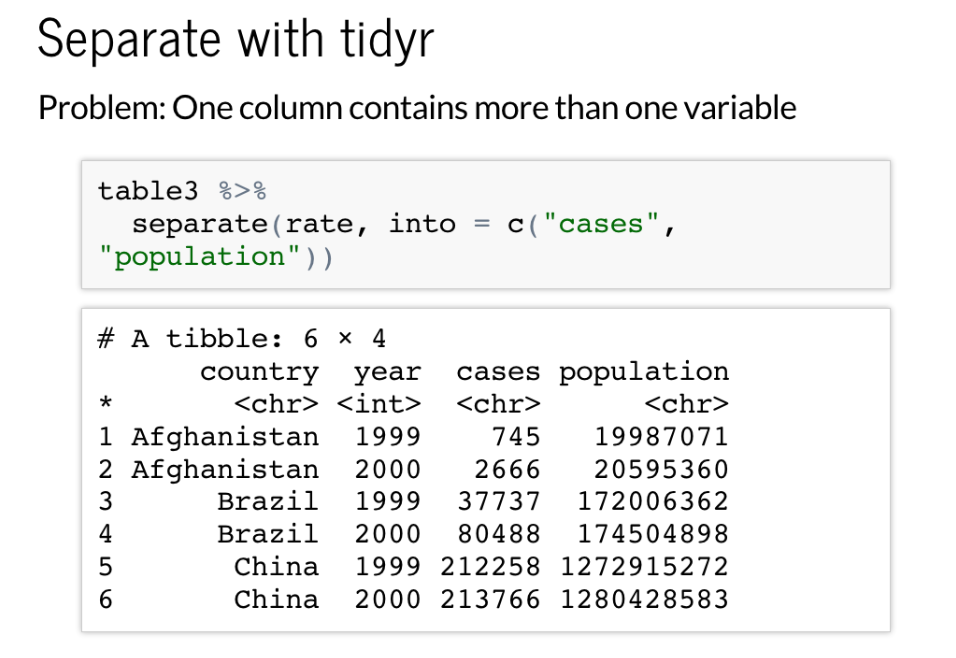 Separate with tidyr
Problem: One column contains more than one variable
table3 %>%
  separate(rate, into = c("cases",
"population"))
# A tibble: 6 × 4
      country  year  cases population
*       <chr> <int>  <chr>      <chr>
1 Afghanistan  1999    745   19987071
2 Afghanistan  2000   2666   20595360
3      Brazil  1999  37737  172006362
4      Brazil  2000  80488  174504898
5       China  1999 212258 1272915272
6       China  2000 213766 1280428583